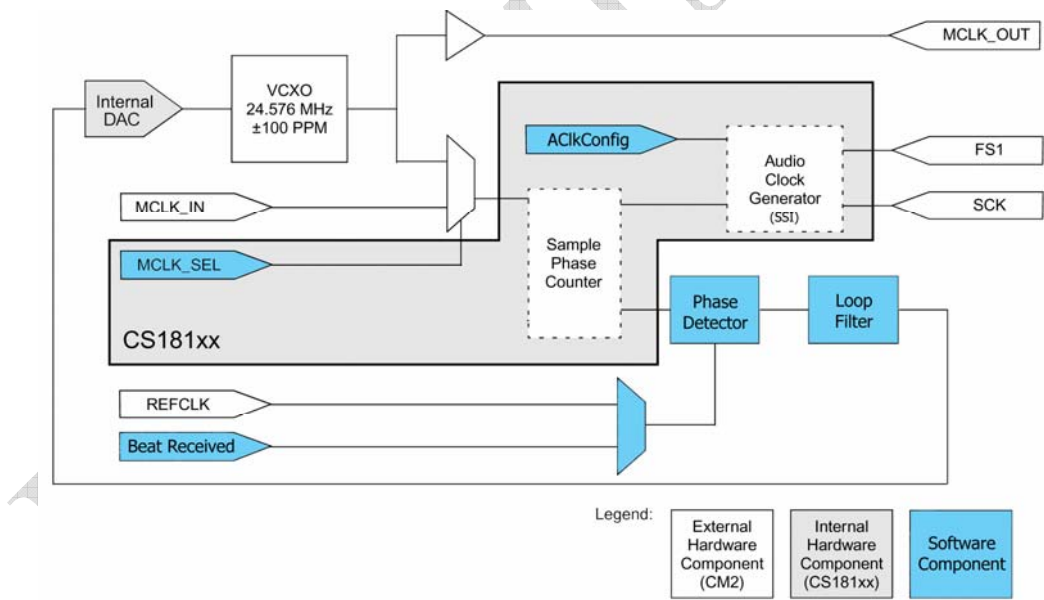 MCLK_OUT
VCXO
24.576 MHz
±100 PPM
Internal
DAC
AClkConfig
Audio
Clock
Generator
(SSI)
FS1
SCK
MCLK_IN
MCLK_SEL
Sample
Phase
Counter
Phase
Detector
Loop
Filter
CS181xx
REFCLK
Beat Received
Legend:
External
Hardware
Component
(CM2)
Internal
Hardware
Component
(CS181xx)
Software
Component